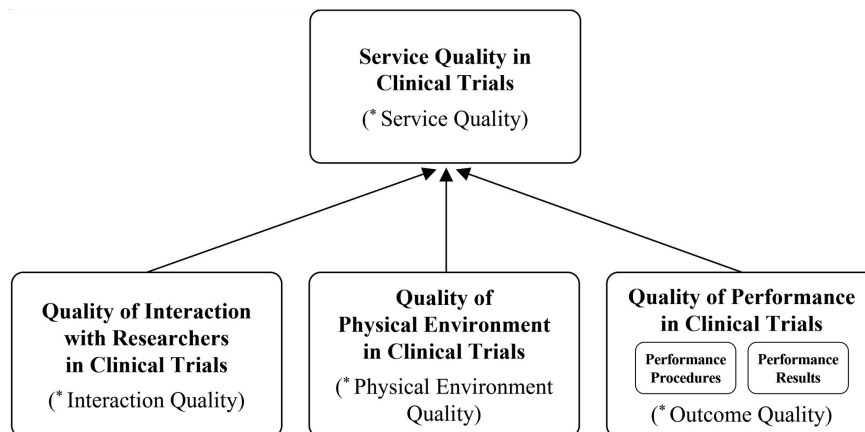 Service Quality in
Clinical Trials
(* Service Quality)
Quality of Interaction
with Researchers
in Clinical Trials
(* Interaction Quality)
Quality of
Physical Environment
in Clinical Trials
(* Physical Environment
Quality)
Quality of Performance
in Clinical Trials
Performance
Procedures
Performance
Results
(* Outcome Quality)